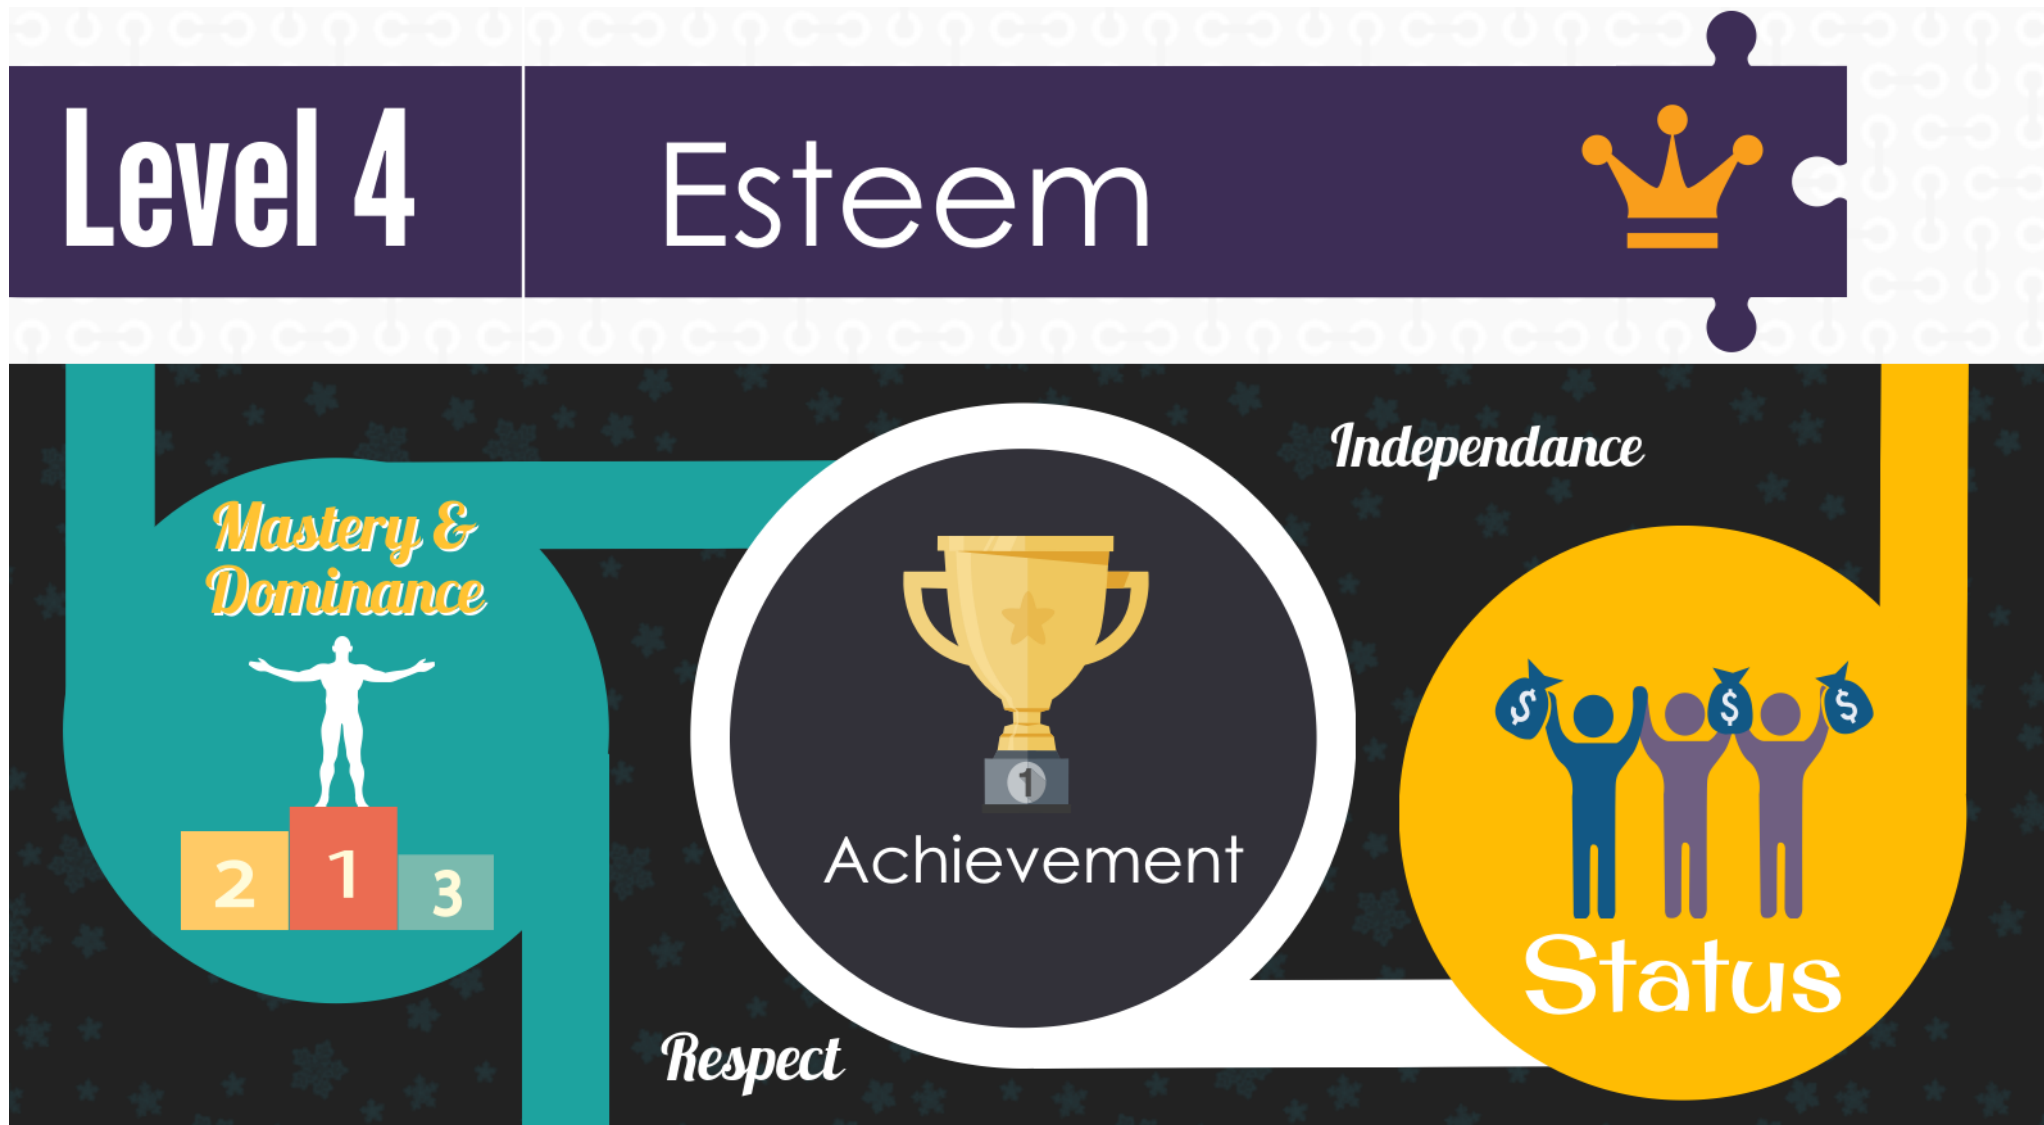 Level 4
Esteem
Independance
Mastery &
Dominance
$ $ $
1
Achievement
2 1 3
Status
Respect